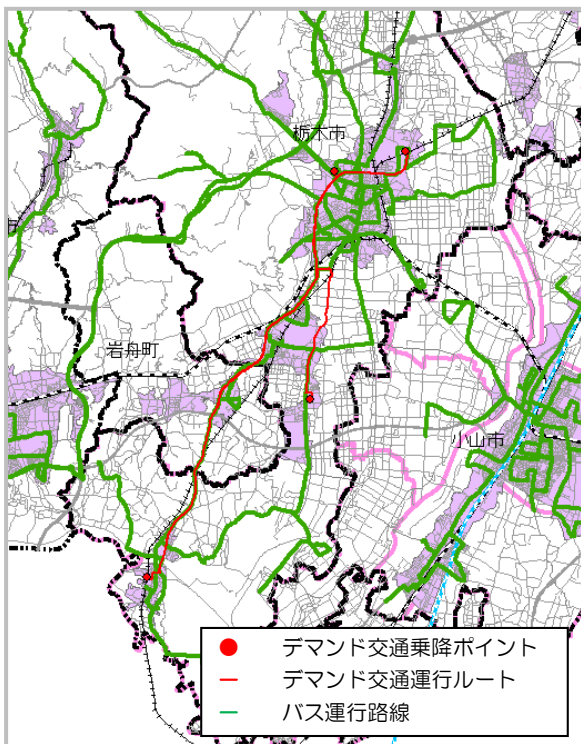 栃木市
岩舟町
小山市
デマンド交通乗降ポイント
デマンド交通運行ルート
バス運行路線